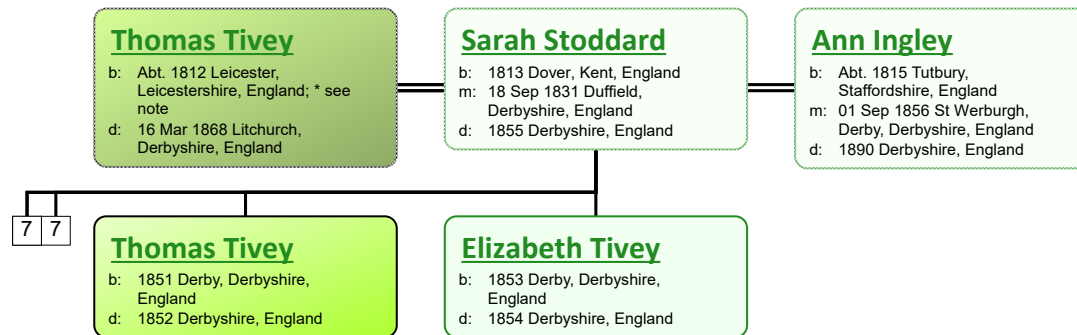 Thomas Tivey
b: Abt. 1812 Leicester,
Leicestershire, England; * see
note
d: 16 Mar 1868 Litchurch,
Derbyshire, England
Sarah Stoddard
b: 1813 Dover, Kent, England
m: 18 Sep 1831 Duffield,
Derbyshire, England
d: 1855 Derbyshire, England
Ann Ingley
b: Abt. 1815 Tutbury,
Staffordshire, England
m: 01 Sep 1856 St Werburgh,
Derby, Derbyshire, England
d: 1890 Derbyshire, England
7 7
Thomas Tivey
b: 1851 Derby, Derbyshire,
England
d: 1852 Derbyshire, England
Elizabeth Tivey
b: 1853 Derby, Derbyshire,
England
d: 1854 Derbyshire, England